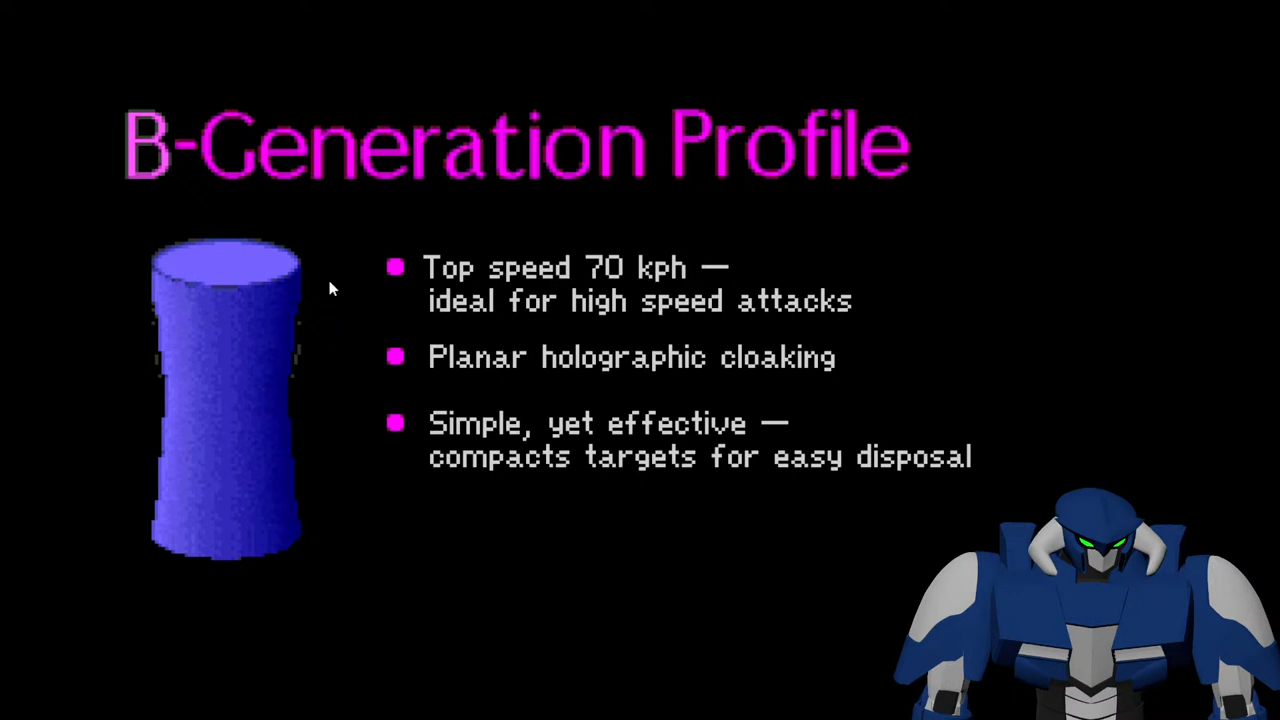 B-Generation Profile
Top speed 70 kph —
ideal for high speed attacks
Planar holographic cloaking
Simple, yet effective —
compacts targets for easy disposal